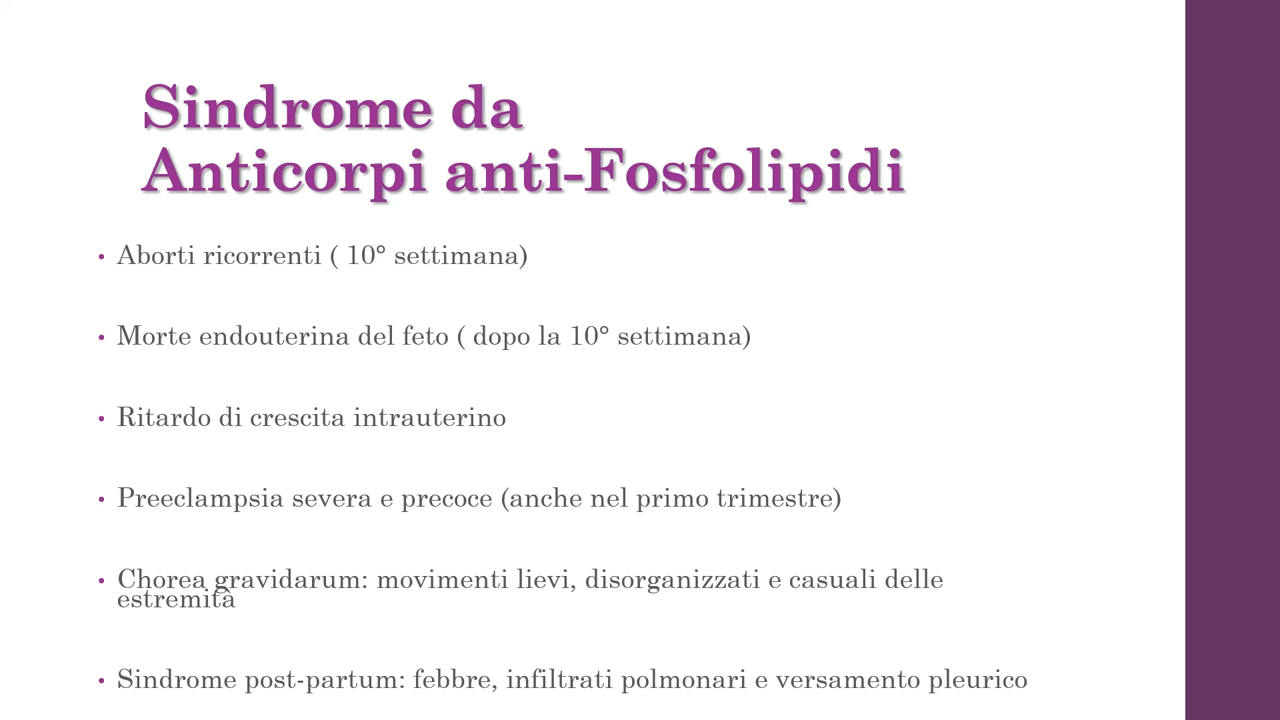 Sindrome da
Anticorpi anti-Fosfolipidi
• Aborti ricorrenti ( 10° settimana)
• Morte endouterina del feto ( dopo la 10° settimana)
• Ritardo di crescita intrauterino
• Preeclampsia severa e precoce (anche nel primo trimestre)
• Chorea gravidarum: movimenti lievi, disorganizzati e casuali delle
estremità
• Sindrome post-partum: febbre, infiltrati polmonari e versamento pleurico